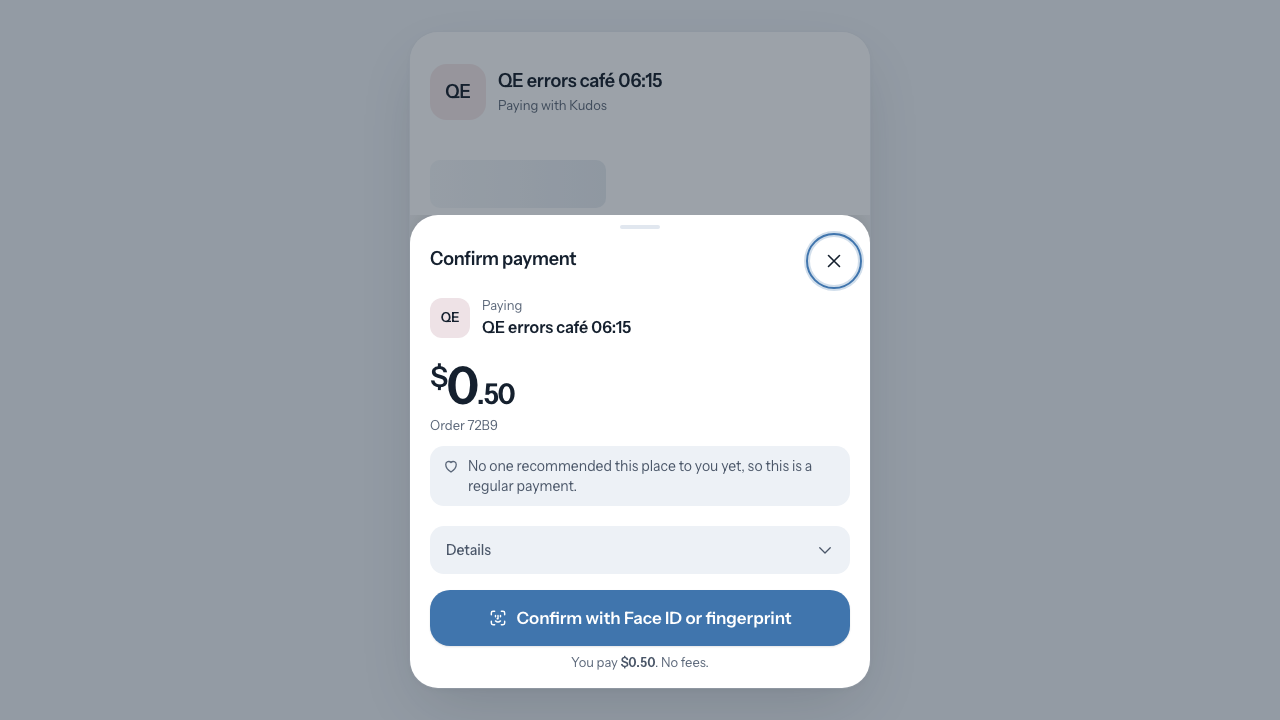 QE
QE errors café 06:15
Paying with Kudos
Confirm payment
QE
Paying
QE errors café 06:15
$0.50
Order 72B9
No one recommended this place to you yet, so this is a
regular payment.
Details
Confirm with Face ID or fingerprint
You pay $0.50. No fees.